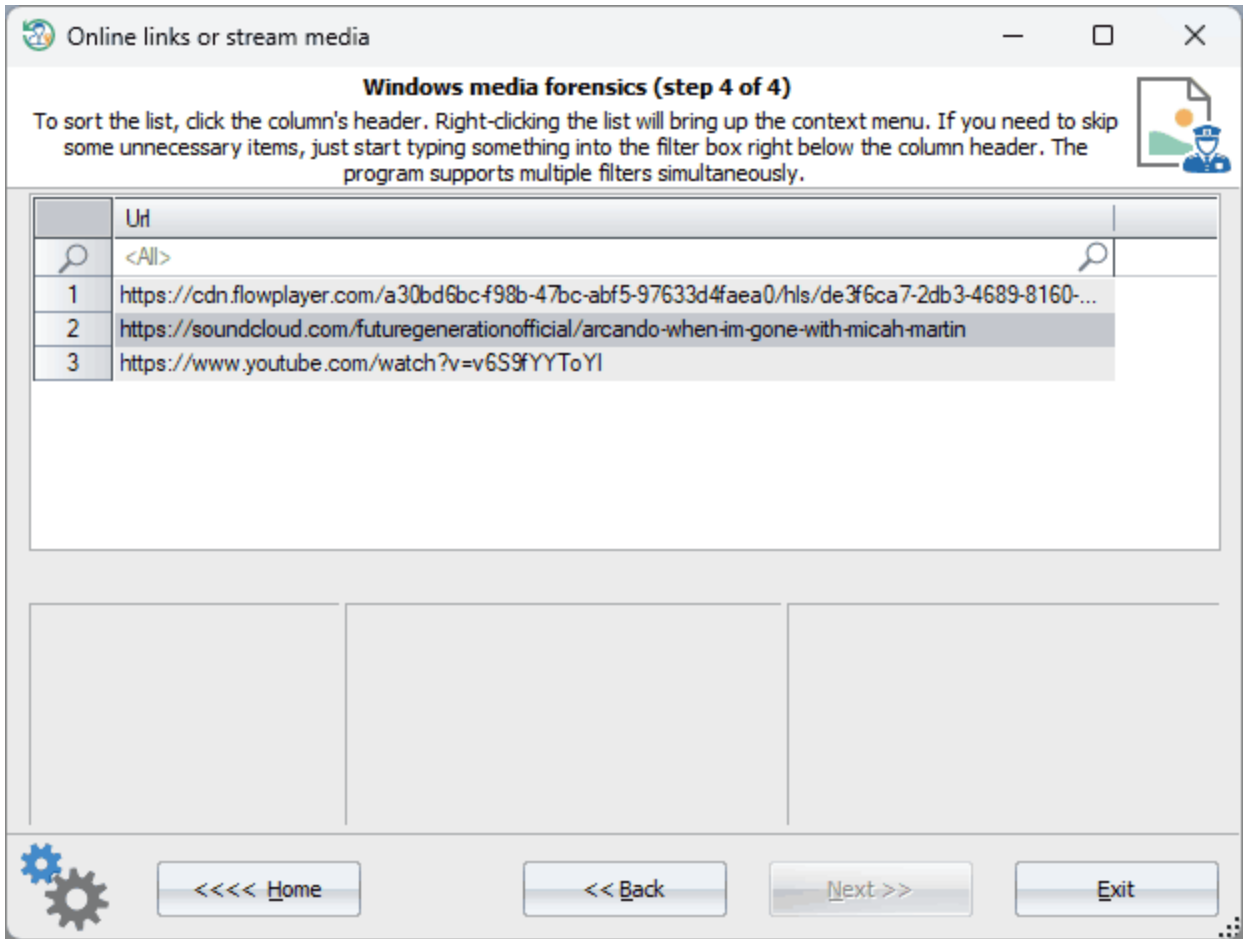 Online links or stream media
Windows media forensics (step 4 of 4)
To sort the list, click the column's header. Right-clicking the list will bring up the context menu. If you need to skip
some unnecessary items, just start typing something into the filter box right below the column header. The
program supports multiple filters simultaneously.
Url
<All>
1 https://cdn.flowplayer.com/a30bd6bc-f98b-47bc-abf5-97633d4faea0/hls/de3f6ca7-2db3-4689-8160-...
2 https://soundcloud.com/futuregenerationofficial/arcando-when-im-gone-with-micah-martin
3 https://www.youtube.com/watch?v=v6S9fYYToYI
<<<< Home << Back Next >> Exit